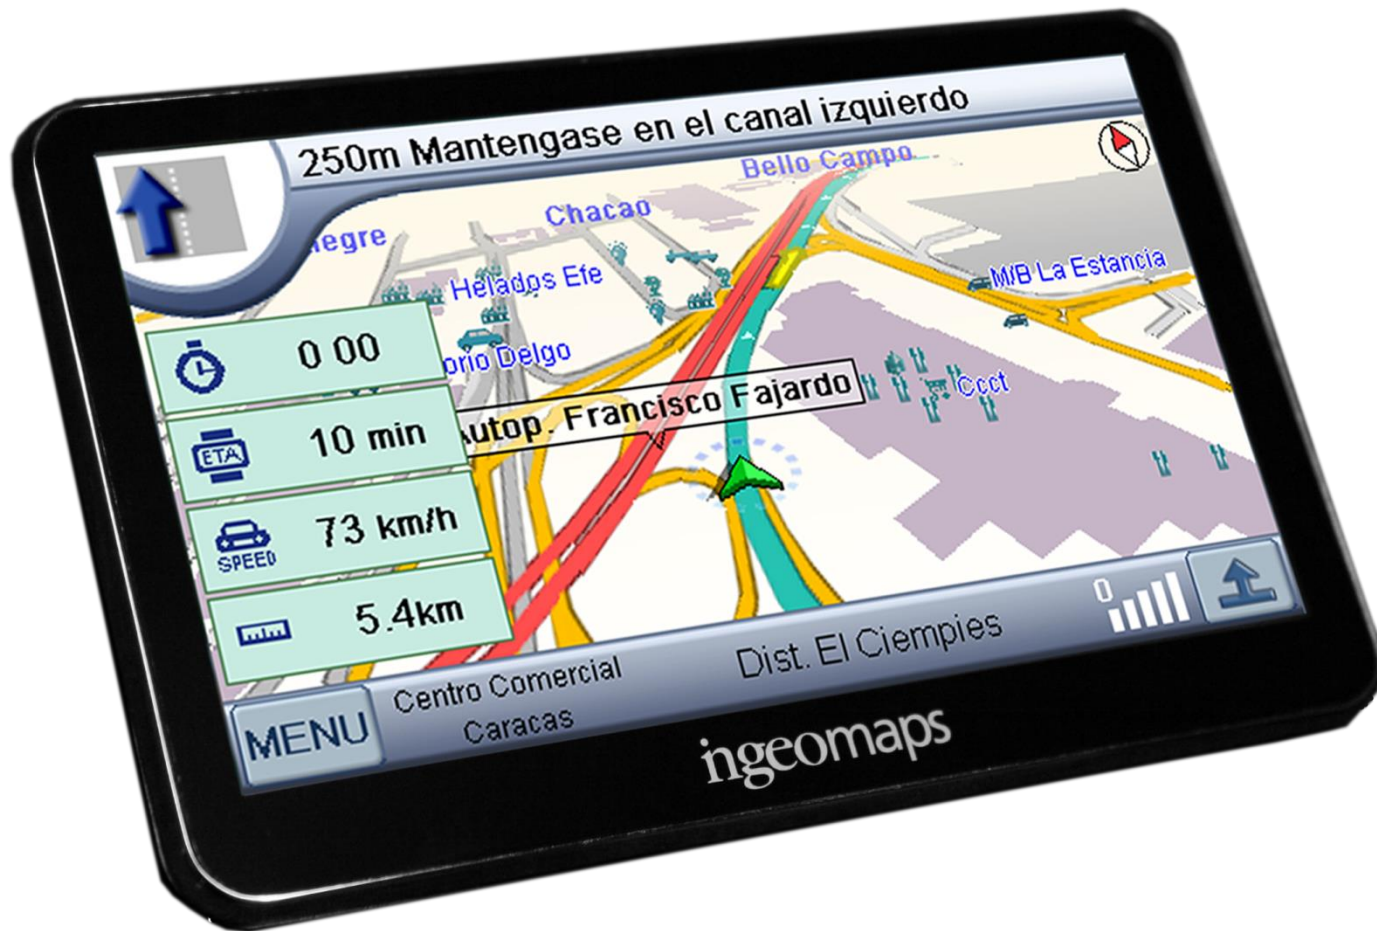 250m Mantengase en el canal izquierdo
Bello Campo
Chacao
legre
Helados Efe
M/B La Estancia
orio Delgo
Ccct
Autop. Francisco Fajardo
0 00
ETA
10 min
SPEED
73 km/h
5.4km
0
MENU
Centro Comercial
Caracas
Dist. El Ciempies
ingeomaps